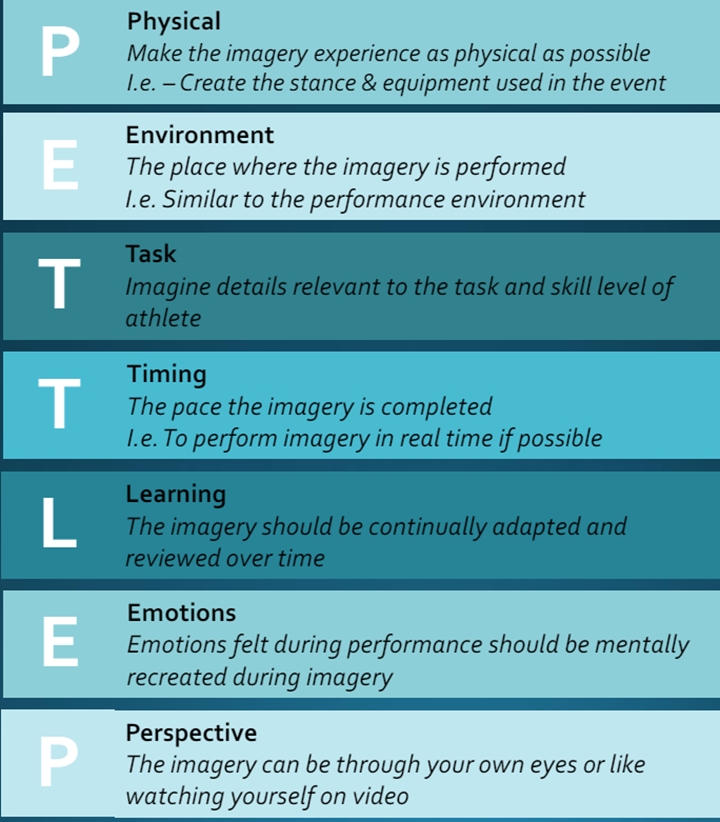 P
Physical
Make the imagery experience as physical as possible
I.e. – Create the stance & equipment used in the event
E
Environment
The place where the imagery is performed
I.e. Similar to the performance environment
T
Task
Imagine details relevant to the task and skill level of
athlete
T
Timing
The pace the imagery is completed
I.e. To perform imagery in real time if possible
L
Learning
The imagery should be continually adapted and
reviewed over time
E
Emotions
Emotions felt during performance should be mentally
recreated during imagery
P
Perspective
The imagery can be through your own eyes or like
watching yourself on video